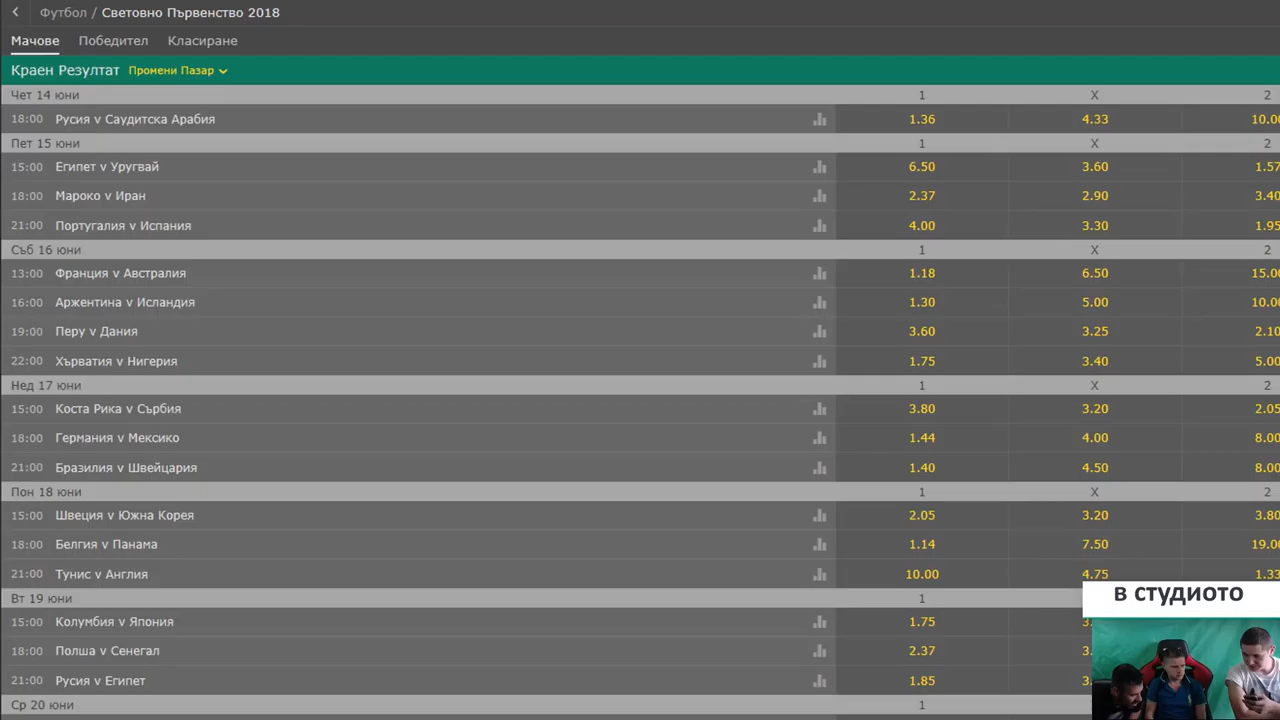 Футбол / Световно Първенство 2018
Мачове Победител Класиране
Краен Резултат Промени Пазар
Чет 14 юни 1 X 2
18:00 Русия v Саудитска Арабия 1.36 4.33 10.00
Пет 15 юни 1 X 2
15:00 Египет v Уругвай 6.50 3.60 1.57
18:00 Мароко v Иран 2.37 2.90 3.40
21:00 Португалия v Испания 4.00 3.30 1.95
Съб 16 юни 1 X 2
13:00 Франция v Австралия 1.18 6.50 15.00
16:00 Аржентина v Исландия 1.30 5.00 10.00
19:00 Перу v Дания 3.60 3.25 2.10
22:00 Хърватия v Нигерия 1.75 3.40 5.00
Нед 17 юни 1 X 2
15:00 Коста Рика v Сърбия 3.80 3.20 2.05
18:00 Германия v Мексико 1.44 4.00 8.00
21:00 Бразилия v Швейцария 1.40 4.50 8.00
Пон 18 юни 1 X 2
15:00 Швеция v Южна Корея 2.05 3.20 3.80
18:00 Белгия v Панама 1.14 7.50 19.00
21:00 Тунис v Англия 10.00 4.75 1.33
в студиото
Вт 19 юни 1
15:00 Колумбия v Япония 1.75 3.
18:00 Полша v Сенегал 2.37 3.
21:00 Русия v Египет 1.85 3.
Ср 20 юни 1